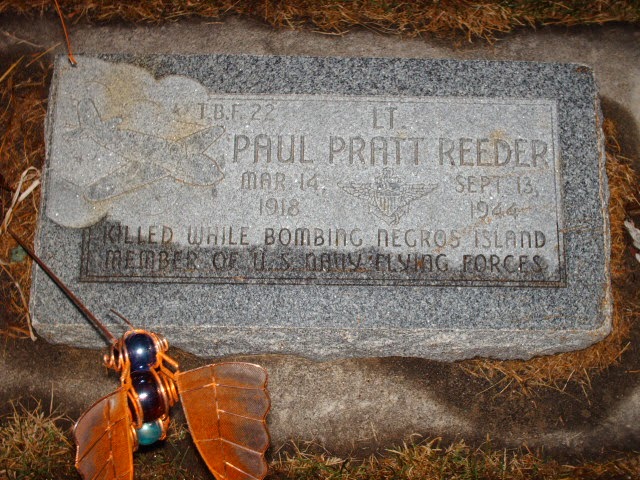 T.B.F. 22 LT.
PAUL PRATT REEDER
MAR. 14, SEPT. 13,
1918 1944
KILLED WHILE BOMBING NEGROS ISLAND
MEMBER OF U.S. NAVY FLYING FORCES